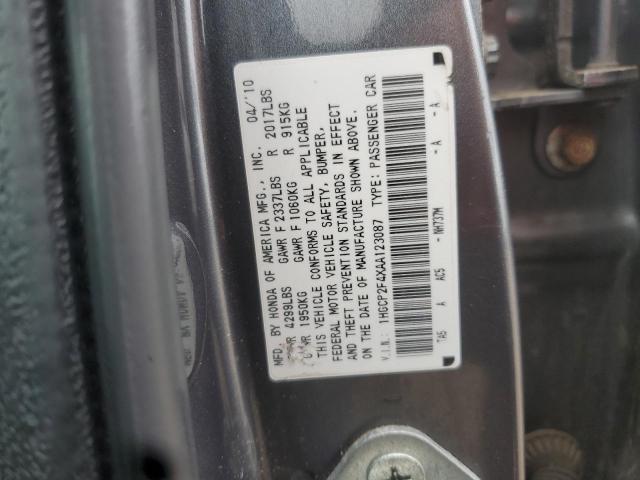 MFD. BY HONDA OF AMERICA MFG., INC. 04/'10
4299LBS GAWR F 2337LBS R 2017LBS
1950KG GAWR F 1060KG R 915KG
THIS VEHICLE CONFORMS TO ALL APPLICABLE
FEDERAL MOTOR VEHICLE SAFETY, BUMPER,
AND THEFT PREVENTION STANDARDS IN EFFECT
ON THE DATE OF MANUFACTURE SHOWN ABOVE.
V.I.N.: 1HGCP2F4XAA123087 TYPE: PASSENGER CAR
TA5 A AC5 - NH737M - A - A